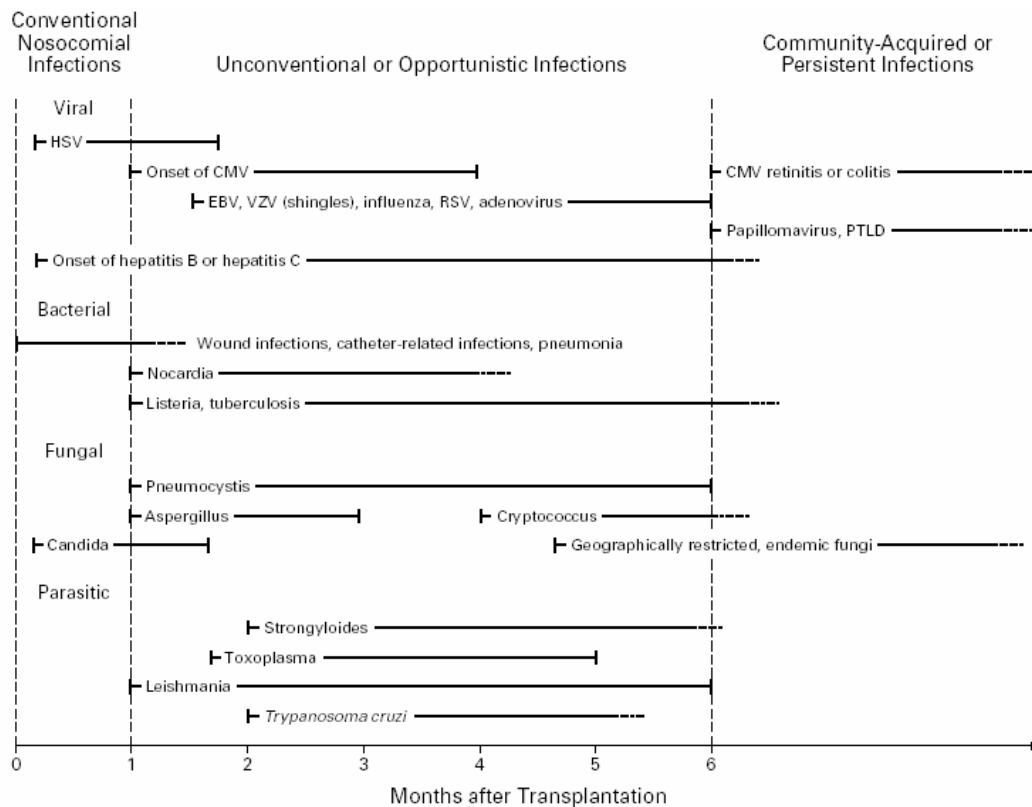 Conventional
Nosocomial
Infections
Unconventional or Opportunistic Infections
Community-Acquired or
Persistent Infections
Viral
HSV
Onset of CMV
CMV retinitis or colitis
EBV, VZV (shingles), influenza, RSV, adenovirus
Papillomavirus, PTLD
Onset of hepatitis B or hepatitis C
Bacterial
Wound infections, catheter-related infections, pneumonia
Nocardia
Listeria, tuberculosis
Fungal
Pneumocystis
Aspergillus
Cryptococcus
Candida
Geographically restricted, endemic fungi
Parasitic
Strongyloides
Toxoplasma
Leishmania
Trypanosoma cruzi
0 1 2 3 4 5 6
Months after Transplantation